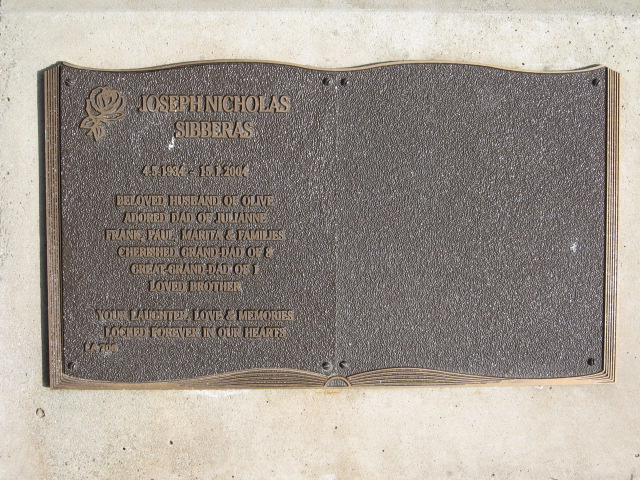 JOSEPH NICHOLAS
SIBBERAS
4.5.1934 - 15.1.2004
BELOVED HUSBAND OF OLIVE
ADORED DAD OF JULIANNE
FRANK, PAUL, MARITA & FAMILIES
CHERISHED GRAND-DAD OF 8
GREAT-GRAND-DAD OF 1
LOVED BROTHER
YOUR LAUGHTER, LOVE & MEMORIES
LOCKED FOREVER IN OUR HEARTS